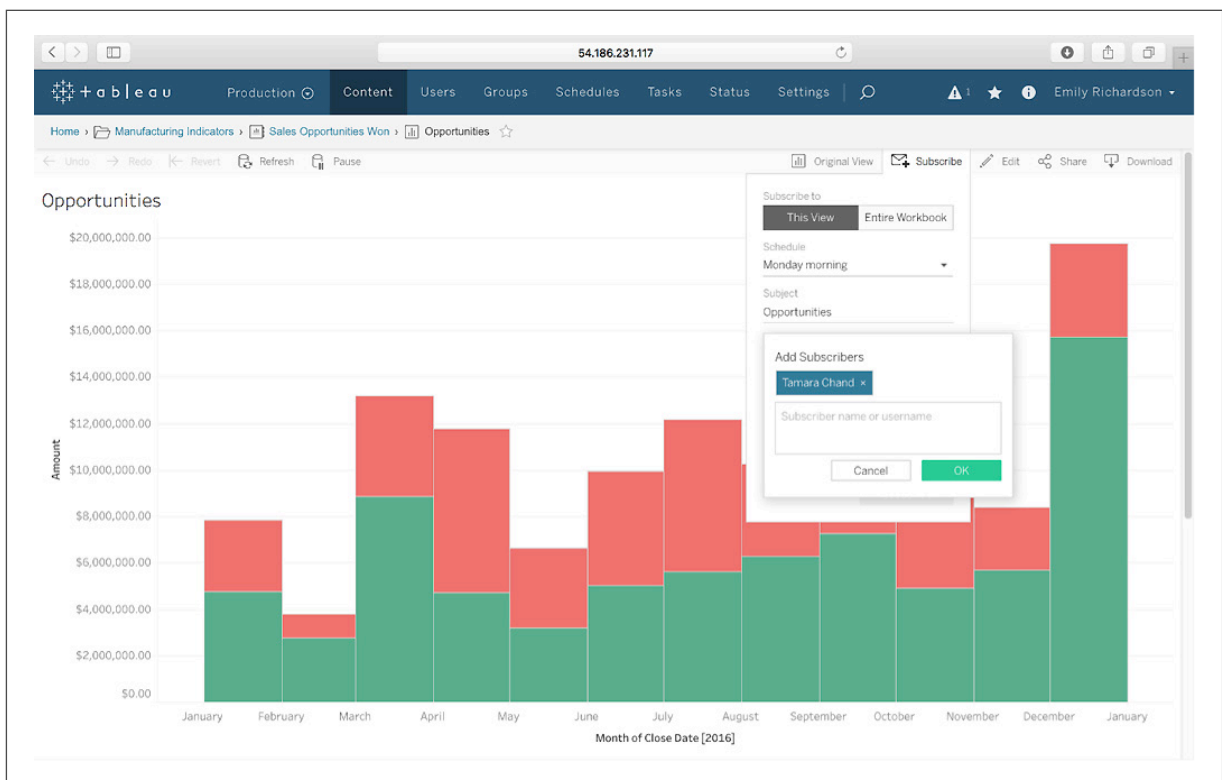 54.186.231.117
+ a b | e a u Production Content Users Groups Schedules Tasks Status Settings 1 Emily Richardson
Home › Manufacturing Indicators › Sales Opportunities Won › Opportunities
Undo Redo Revert Refresh Pause Original View Subscribe Edit Share Download
Opportunities
Subscribe to
This View Entire Workbook
Schedule
Monday morning
Subject
Opportunities
Add Subscribers
Tamara Chand ×
Subscriber name or username
Cancel OK
Amount
$20,000,000.00
$18,000,000.00
$16,000,000.00
$14,000,000.00
$12,000,000.00
$10,000,000.00
$8,000,000.00
$6,000,000.00
$4,000,000.00
$2,000,000.00
$0.00
January February March April May June July August September October November December January
Month of Close Date [2016]